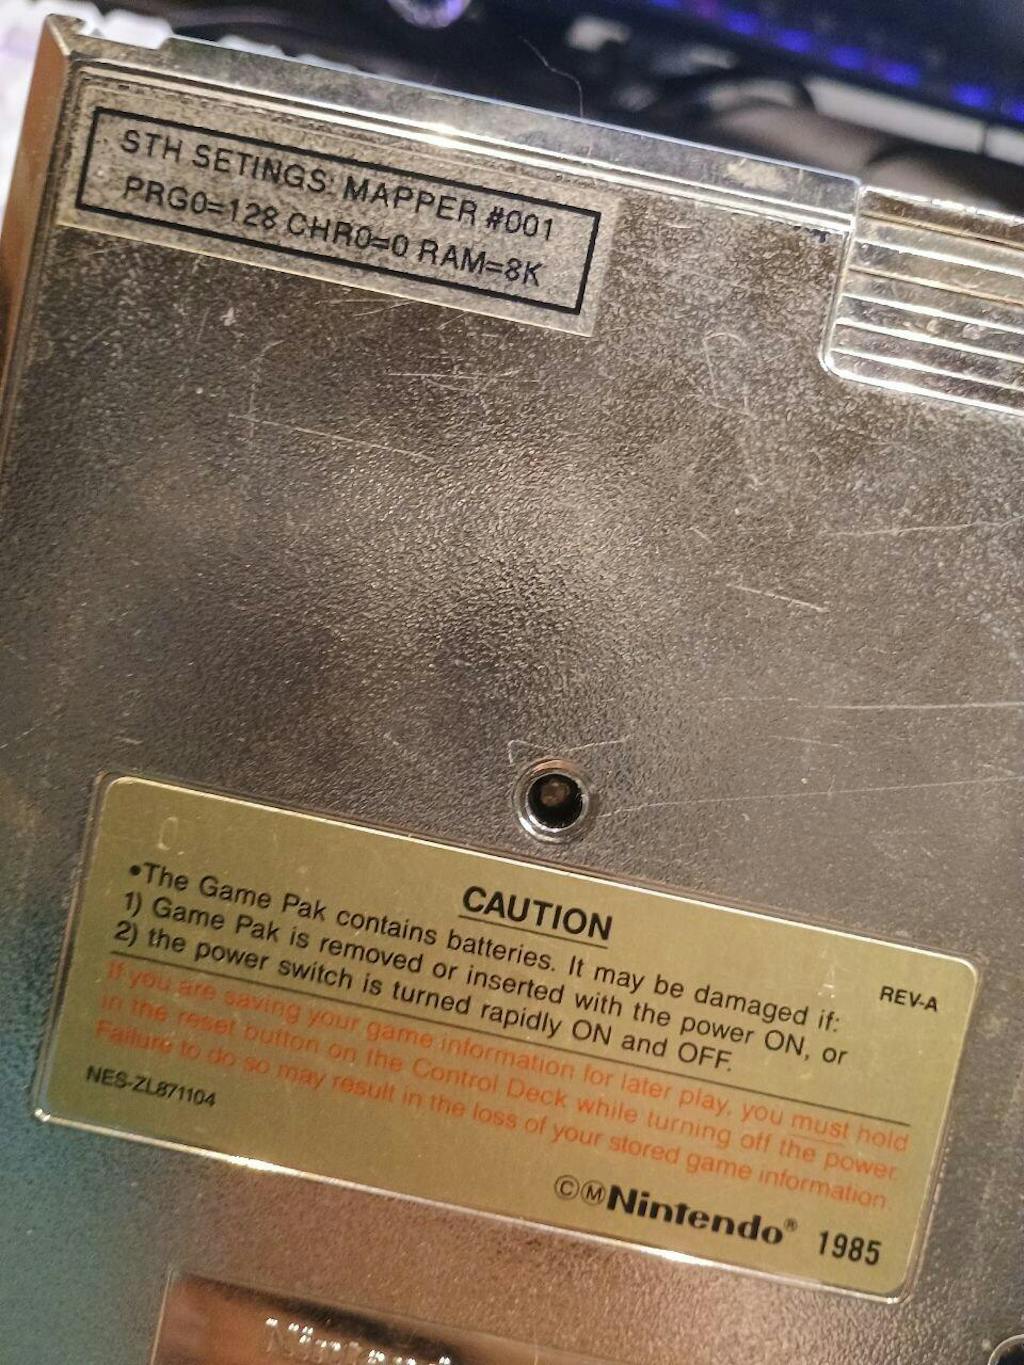 STH SETINGS: MAPPER #001
PRG0=128 CHR0=0 RAM=8K
CAUTION
REV-A
•The Game Pak contains batteries. It may be damaged if:
1) Game Pak is removed or inserted with the power ON, or
2) the power switch is turned rapidly ON and OFF.
If you are saving your game information for later play, you must hold
in the reset button on the Control Deck while turning off the power.
Failure to do so may result in the loss of your stored game information.
NES-ZL871104
©ⓂNintendo® 1985
Nintendo